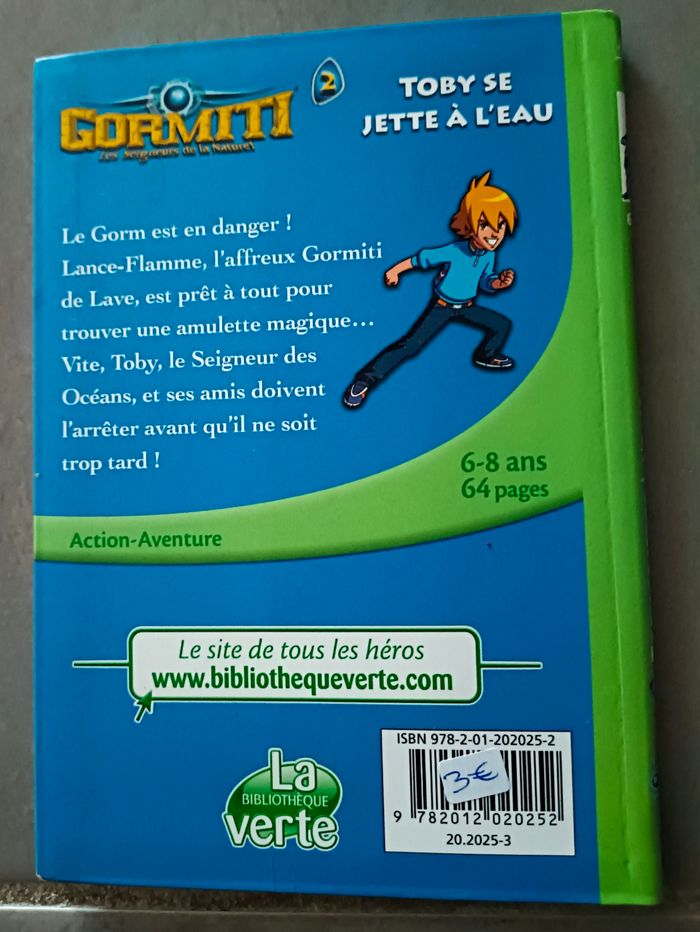 GORMITI
Les Seigneurs de la Nature!
2
TOBY SE
JETTE À L'EAU
Le Gorm est en danger !
Lance-Flamme, l'affreux Gormiti
de Lave, est prêt à tout pour
trouver une amulette magique...
Vite, Toby, le Seigneur des
Océans, et ses amis doivent
l'arrêter avant qu'il ne soit
trop tard !
6-8 ans
64 pages
Action-Aventure
Le site de tous les héros
www.bibliothequeverte.com
La
BIBLIOTHÈQUE
verte
ISBN 978-2-01-202025-2
3€
9 782012 020252
20.2025-3